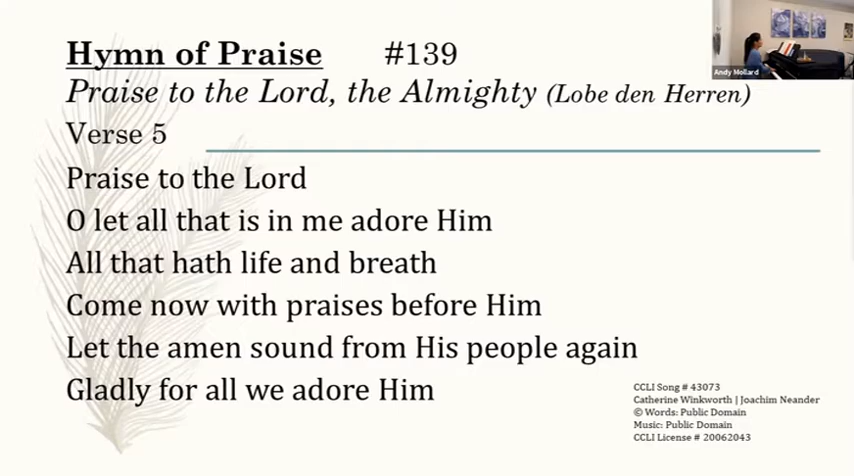 Hymn of Praise #139
Praise to the Lord, the Almighty (Lobe den Herren)
Verse 5
Praise to the Lord
O let all that is in me adore Him
All that hath life and breath
Come now with praises before Him
Let the amen sound from His people again
Gladly for all we adore Him
CCLI Song # 43073
Catherine Winkworth | Joachim Neander
© Words: Public Domain
Music: Public Domain
CCLI License # 20062043
Andy Mollard